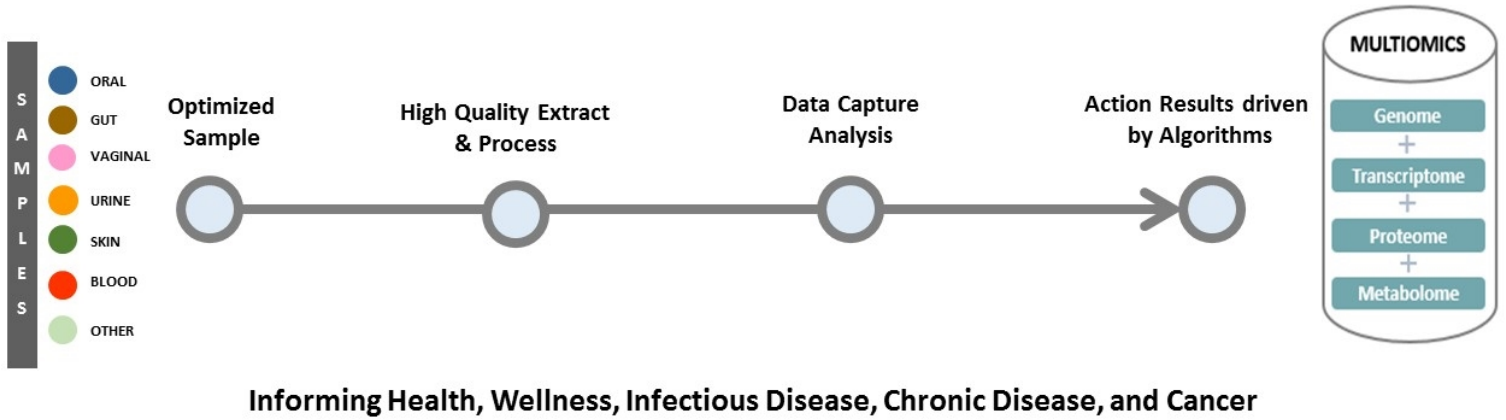 SAMPLES
ORAL
GUT
VAGINAL
URINE
SKIN
BLOOD
OTHER
Optimized
Sample
High Quality Extract
& Process
Data Capture
Analysis
Action Results driven
by Algorithms
MULTIOMICS
Genome
+
Transcriptome
+
Proteome
+
Metabolome
Informing Health, Wellness, Infectious Disease, Chronic Disease, and Cancer